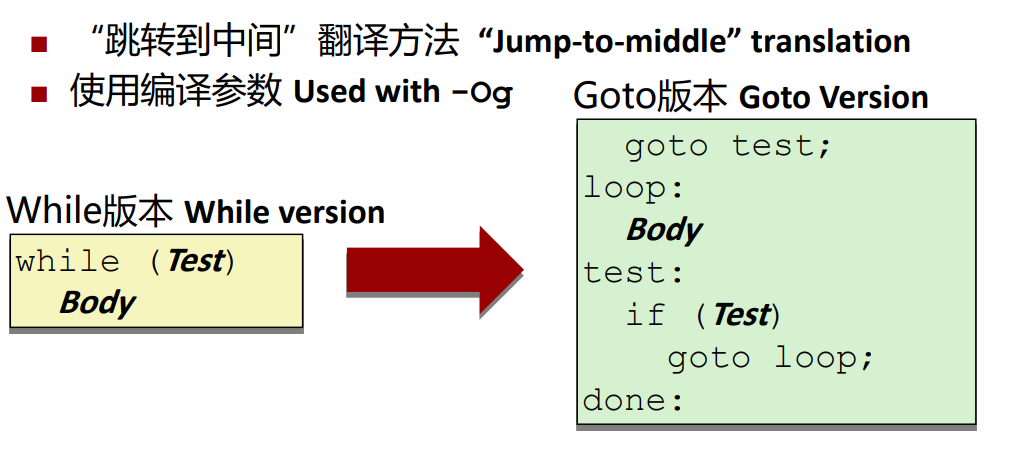 “跳转到中间”翻译方法 “Jump-to-middle” translation
使用编译参数 Used with -Og
While版本 While version
while (Test)
Body
Goto版本 Goto Version
goto test;
loop:
Body
test:
if (Test)
goto loop;
done: